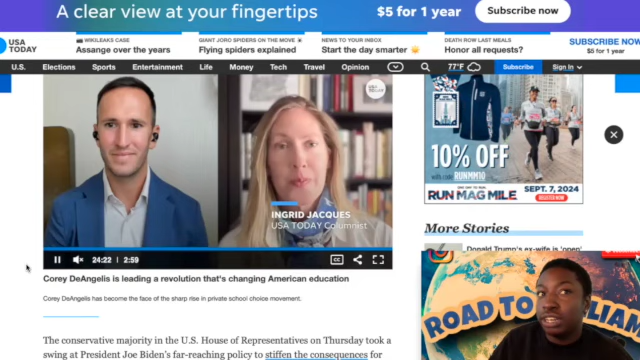 A clear view at your fingertips
$5 for 1 year
Subscribe now
USA
TODAY
WIKILEAKS CASE
Assange over the years
GIANT JORO SPIDERS ON THE MOVE
Flying spiders explained
NEWS TO YOUR INBOX
Start the day smarter
DEATH ROW LAST MEALS
Honor all requests?
SUBSCRIBE NOW
$5 for 1 year
U.S.
Elections
Sports
Entertainment
Life
Money
Tech
Travel
Opinion
77°F
Subscribe
Sign In
INGRID JACQUES
USA TODAY Columnist
24:22 | 2:59
CC
10% OFF
with code RUNMM10
RUN MAG MILE
SEPT. 7, 2024
REGISTER NOW
Corey DeAngelis is leading a revolution that's changing American education
Corey DeAngelis has become the face of the sharp rise in private school choice movement.
More Stories
Donald Trump's ex-wife is 'open'
The conservative majority in the U.S. House of Representatives on Thursday took a
swing at President Joe Biden's far-reaching policy to stiffen the consequences for
ROAD TO
LIAM